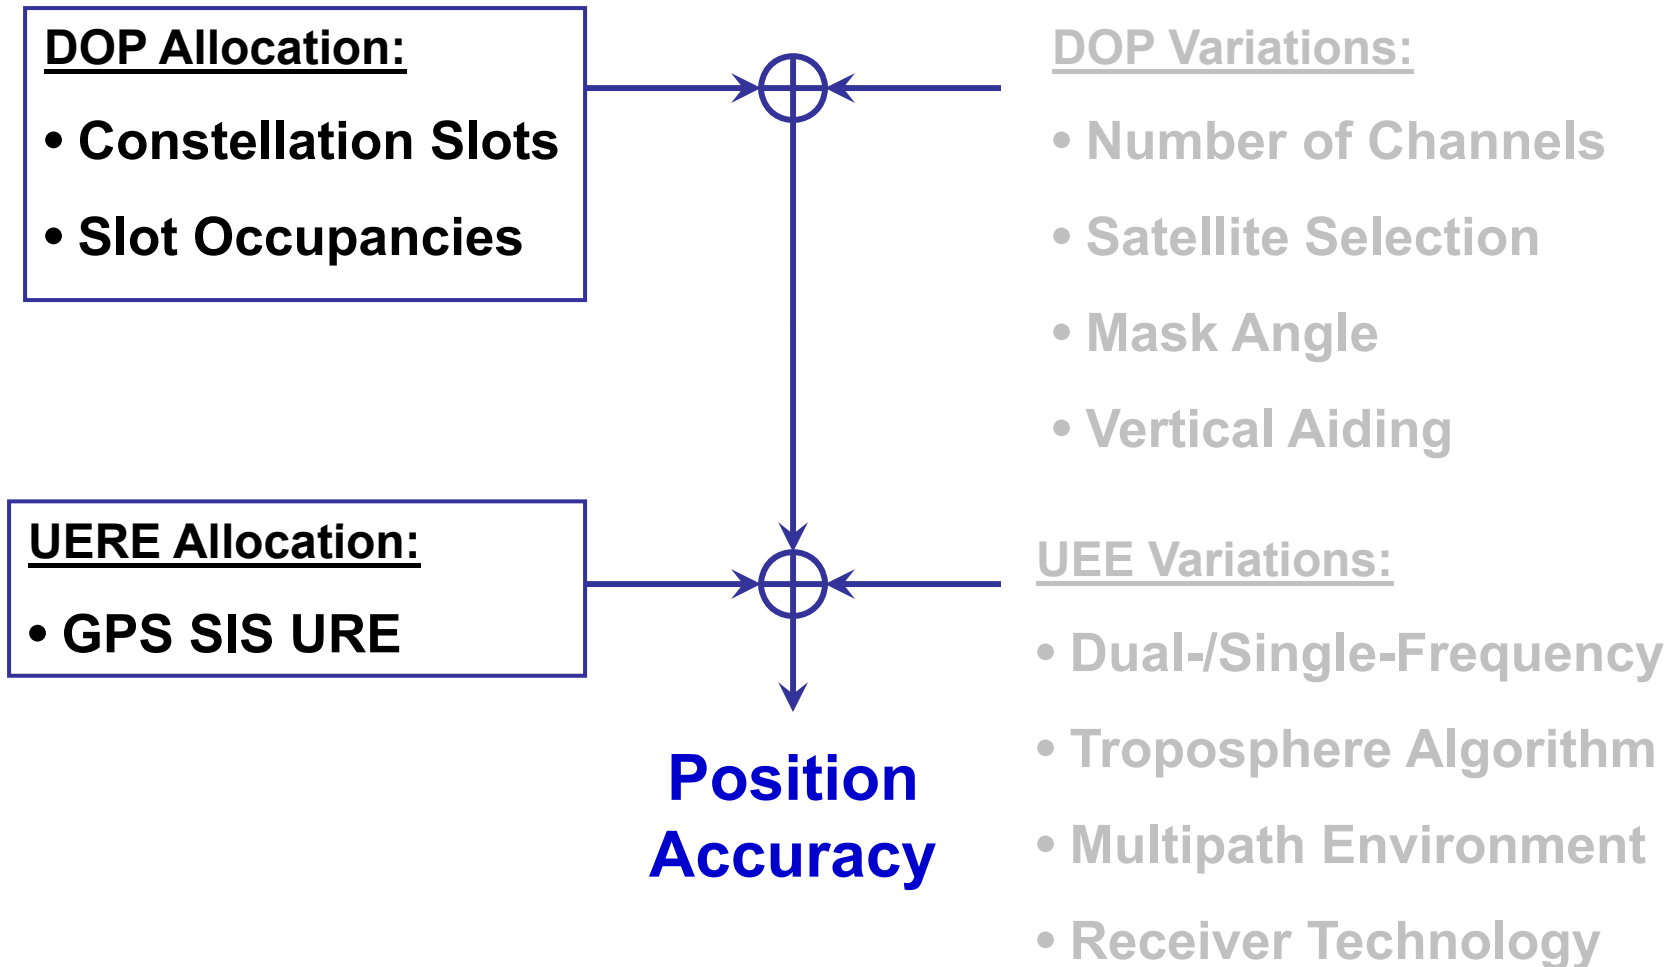 DOP Allocation:
• Constellation Slots
• Slot Occupancies
DOP Variations:
• Number of Channels
• Satellite Selection
• Mask Angle
• Vertical Aiding
UERE Allocation:
• GPS SIS URE
UEE Variations:
• Dual-/Single-Frequency
• Troposphere Algorithm
• Multipath Environment
• Receiver Technology
Position
Accuracy